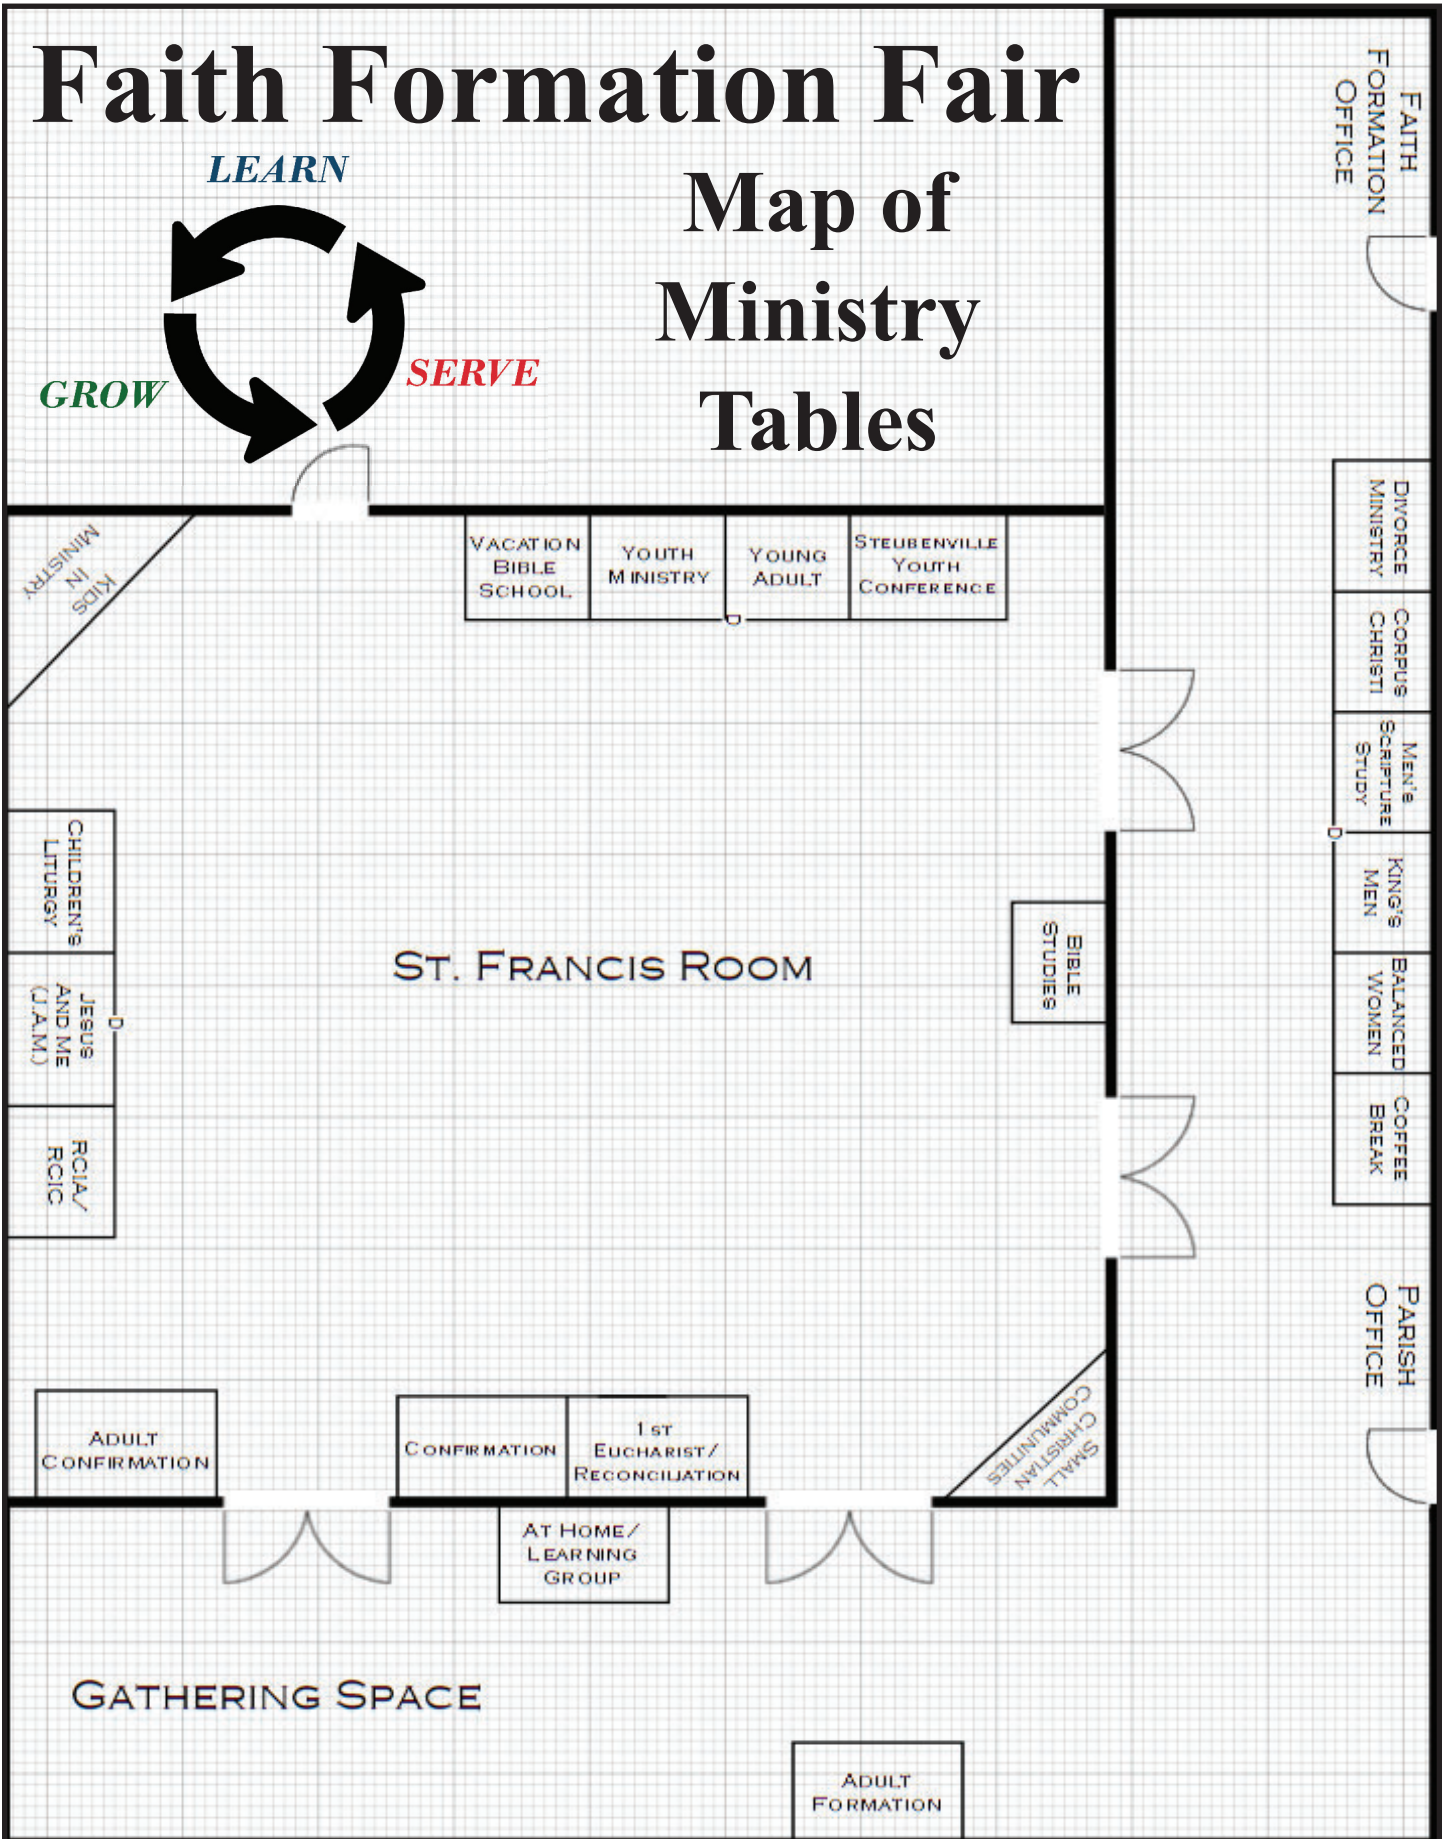 Faith Formation Fair
LEARN
GROW
SERVE
Map of
Ministry
Tables
FAITH
FORMATION
OFFICE
KIDS
IN
MINISTRY
VACATION
BIBLE
SCHOOL
YOUTH
MINISTRY
YOUNG
ADULT
STEUBENVILLE
YOUTH
CONFERENCE
D
DIVORCE
MINISTRY
CORPUS
CHRISTI
MEN'S
SCRIPTURE
STUDY
D
KING'S
MEN
BALANCED
WOMEN
COFFEE
BREAK
CHILDREN'S
LITURGY
JESUS
AND ME
(J.A.M.)
D
RCIA/
RCIC
ST. FRANCIS ROOM
BIBLE
STUDIES
PARISH
OFFICE
ADULT
CONFIRMATION
CONFIRMATION
1ST
EUCHARIST/
RECONCILIATION
SMALL
CHRISTIAN
COMMUNITIES
AT HOME/
LEARNING
GROUP
GATHERING SPACE
ADULT
FORMATION